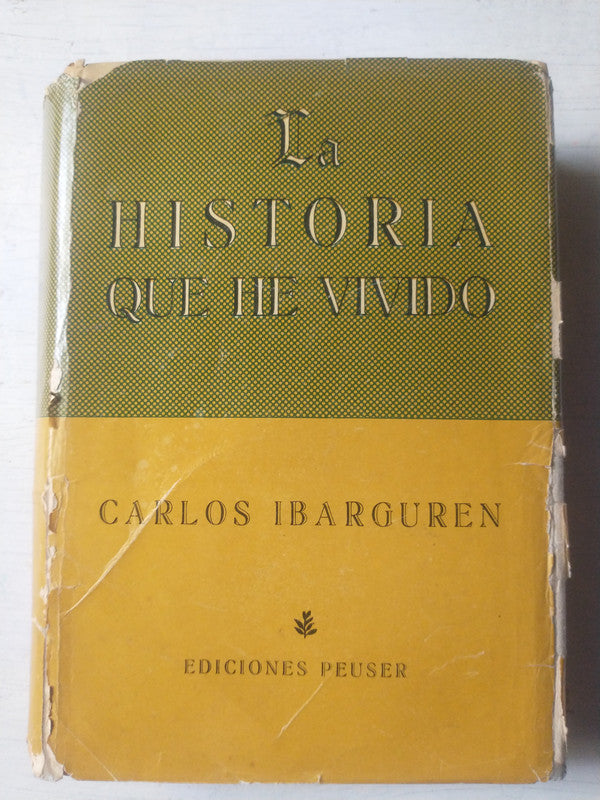 La
HISTORIA
QUE HE VIVIDO
CARLOS IBARGUREN
EDICIONES PEUSER